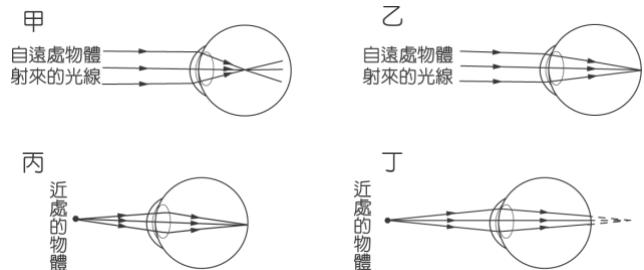 甲
自遠處物體
射來的光線
乙
自遠處物體
射來的光線
丙
近處的物體
丁
近處的物體